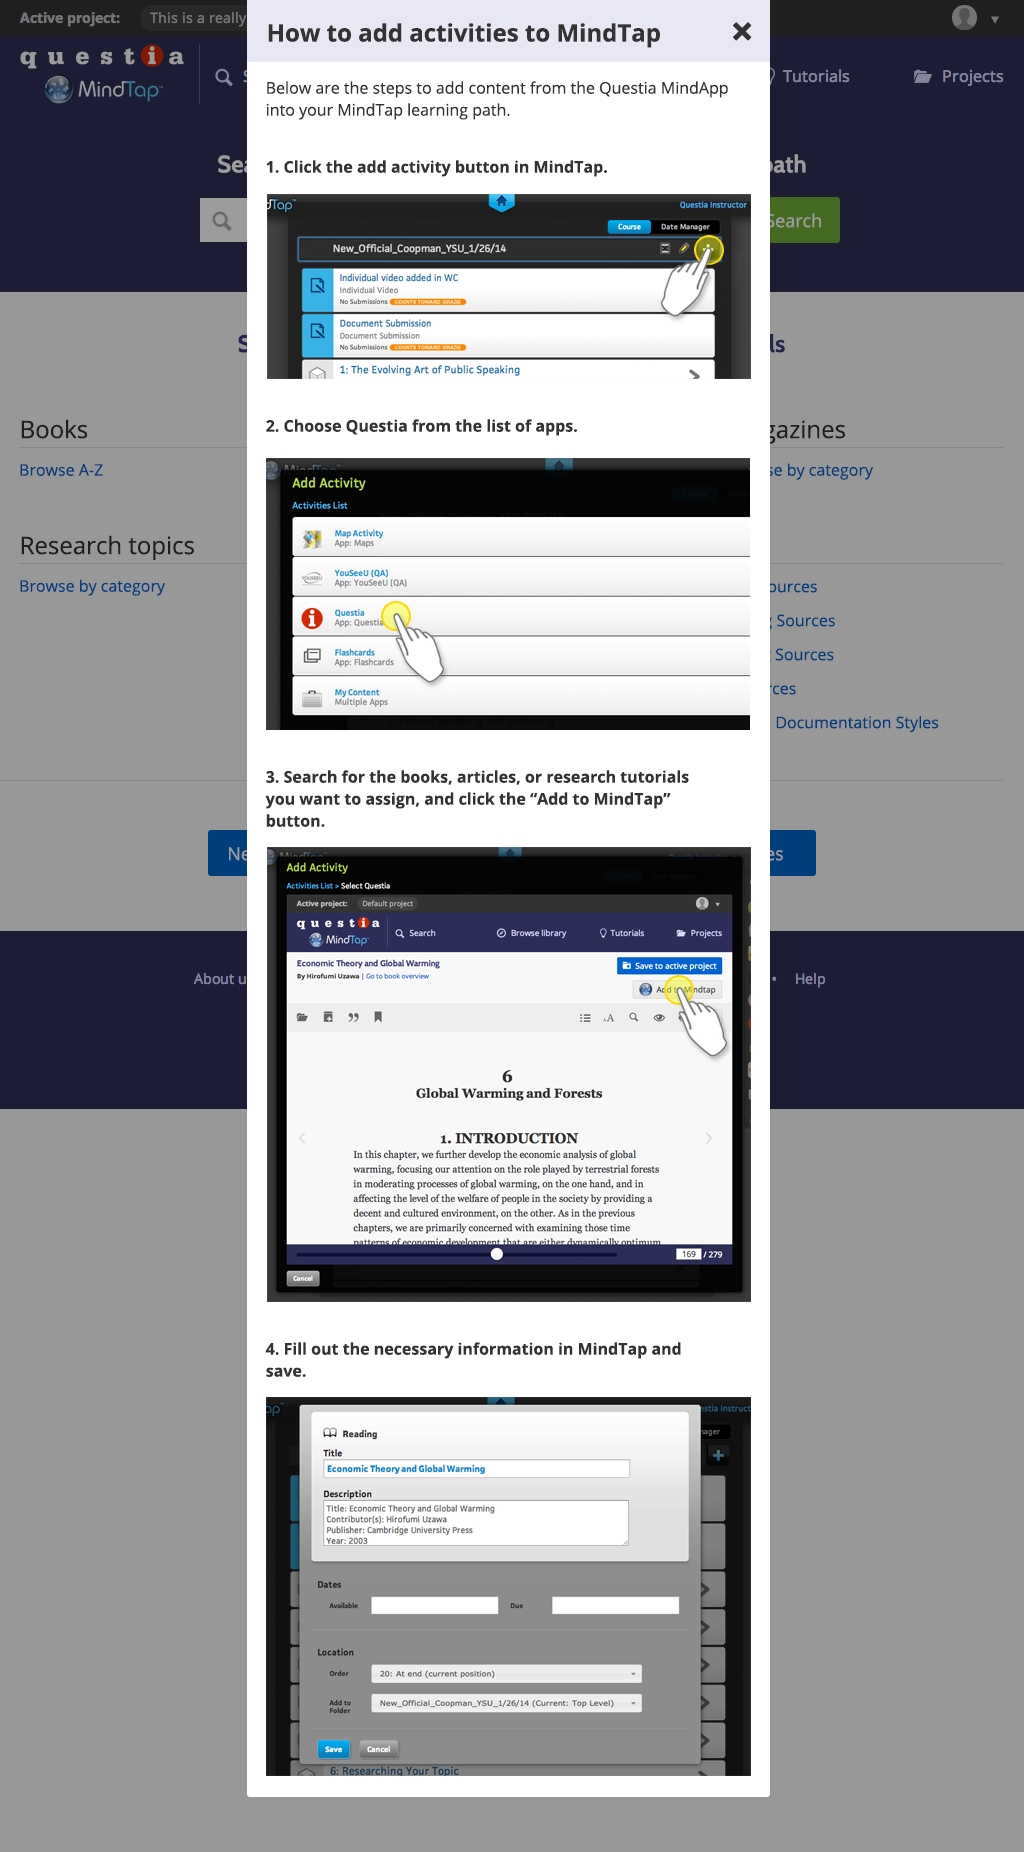 Active project:
This is a really
How to add activities to MindTap
questia
MindTap
S
Tutorials
Projects
Below are the steps to add content from the Questia MindApp
into your MindTap learning path.
Sea
ath
Search
1. Click the add activity button in MindTap.
dTap
Questia Instructor
Course
Date Manager
New_Official_Coopman_YSU_1/26/14
Individual video added in WC
Individual Video
No Submissions COUNTS TOWARD GRADE
Document Submission
Document Submission
No Submissions COUNTS TOWARD GRADE
1: The Evolving Art of Public Speaking
S
ls
Books
Browse A-Z
gazines
se by category
2. Choose Questia from the list of apps.
MindTap
Add Activity
Activities List
Map Activity
App: Maps
YouSeeU (QA)
App: YouSeeU (QA)
Questia
App: Questia
Flashcards
App: Flashcards
My Content
Multiple Apps
Research topics
Browse by category
ources
g Sources
Sources
rces
Documentation Styles
3. Search for the books, articles, or research tutorials
you want to assign, and click the “Add to MindTap”
button.
Ne
es
MindTap
Questia Instructor
Add Activity
Activities List > Select Questia
Active project:
Default project
questia
MindTap
Search
Browse library
Tutorials
Projects
Economic Theory and Global Warming
By Hirofumi Uzawa | Go to book overview
Save to active project
Add to Mindtap
6
Global Warming and Forests
1. INTRODUCTION
In this chapter, we further develop the economic analysis of global
warming, focusing our attention on the role played by terrestrial forests
in moderating processes of global warming, on the one hand, and in
affecting the level of the welfare of people in the society by providing a
decent and cultured environment, on the other. As in the previous
chapters, we are primarily concerned with examining those time
patterns of economic development that are either dynamically optimum
169 / 279
Cancel
About u
•
Help
4. Fill out the necessary information in MindTap and
save.
ap
estia Instruct
nager
Reading
Title
Economic Theory and Global Warming
Description
Title: Economic Theory and Global Warming
Contributor(s): Hirofumi Uzawa
Publisher: Cambridge University Press
Year: 2003
Dates
Available
Due
Location
Order
20: At end (current position)
Add to
Folder
New_Official_Coopman_YSU_1/26/14 (Current: Top Level)
Save
Cancel
6: Researching Your Topic